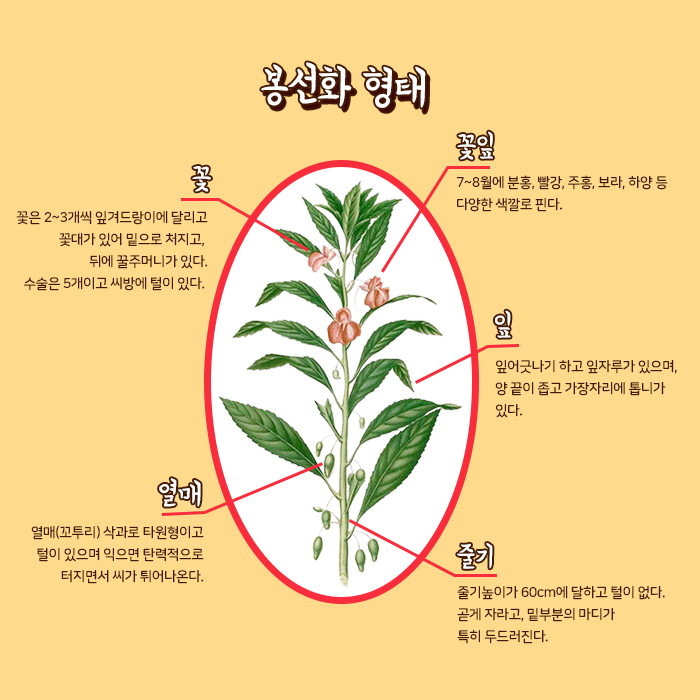 봉선화 형태
꽃
꽃은 2~3개씩 잎겨드랑이에 달리고
꽃대가 있어 밑으로 처지고,
뒤에 꿀주머니가 있다.
수술은 5개이고 씨방에 털이 있다.
꽃잎
7~8월에 분홍, 빨강, 주홍, 보라, 하양 등
다양한 색깔로 핀다.
잎
잎어긋나기 하고 잎자루가 있으며,
양 끝이 좁고 가장자리에 톱니가
있다.
열매
열매(꼬투리) 삭과로 타원형이고
털이 있으며 익으면 탄력적으로
터지면서 씨가 튀어나온다.
줄기
줄기높이가 60cm에 달하고 털이 없다.
곧게 자라고, 밑부분의 마디가
특히 두드러진다.